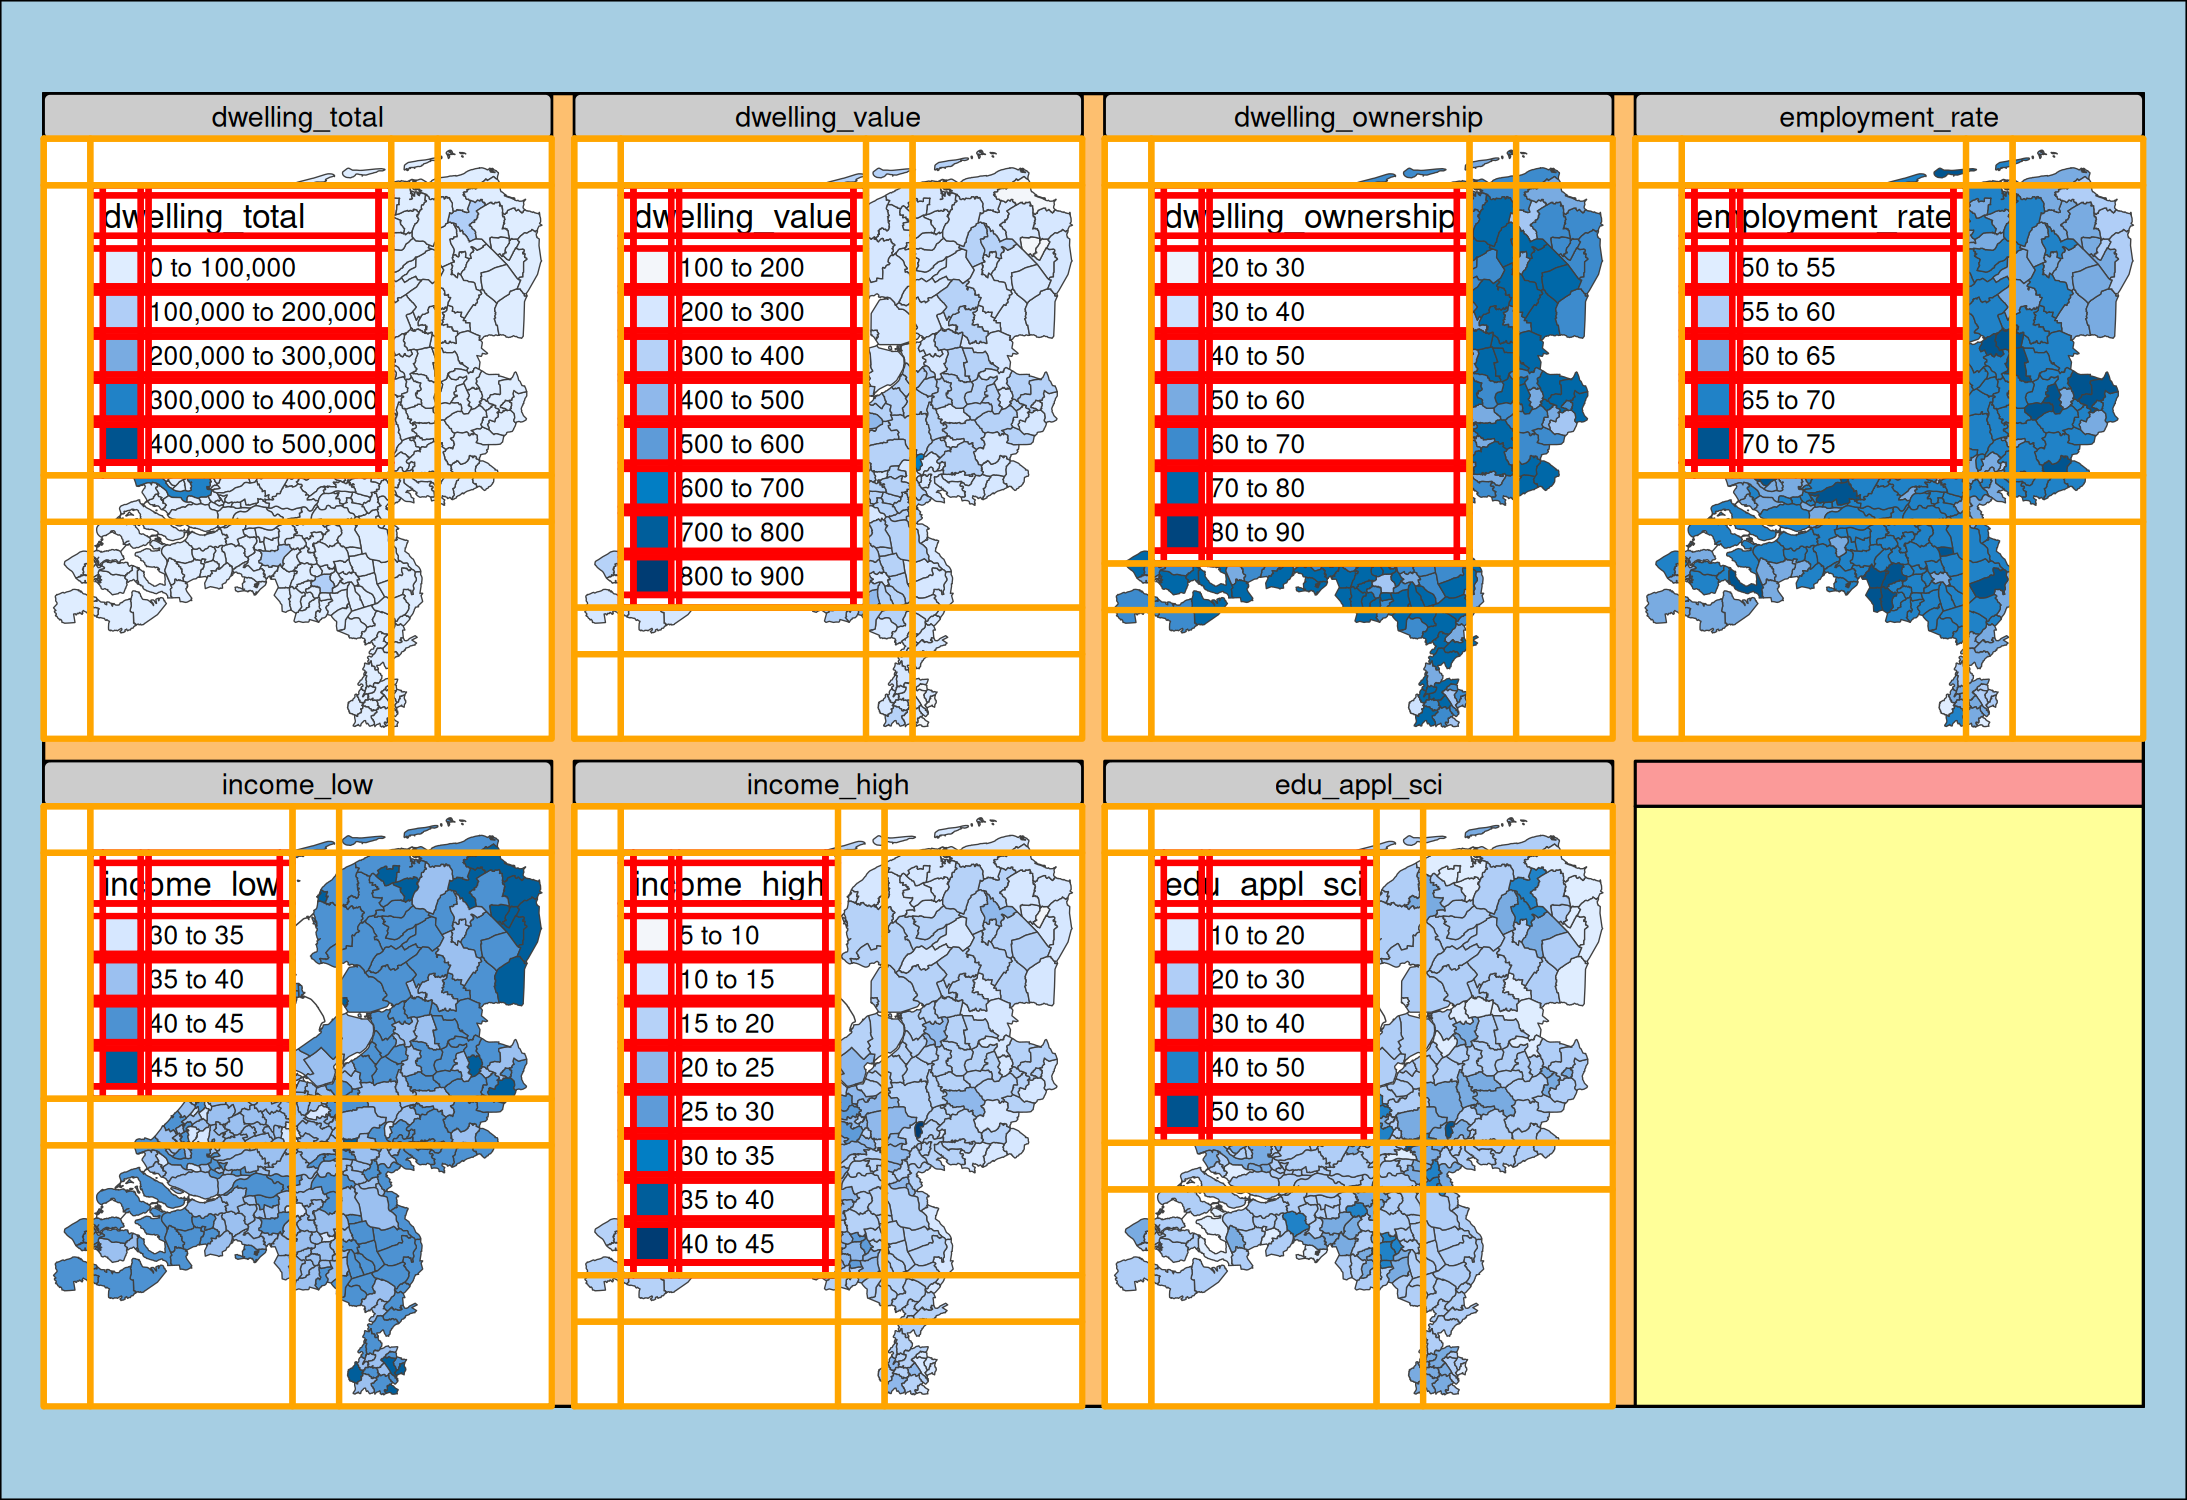 dwelling_total
dwelling_value
dwelling_ownership
employment_rate
dwelling_total
0 to 100,000
100,000 to 200,000
200,000 to 300,000
300,000 to 400,000
400,000 to 500,000
dwelling_value
100 to 200
200 to 300
300 to 400
400 to 500
500 to 600
600 to 700
700 to 800
800 to 900
dwelling_ownership
20 to 30
30 to 40
40 to 50
50 to 60
60 to 70
70 to 80
80 to 90
employment_rate
50 to 55
55 to 60
60 to 65
65 to 70
70 to 75
income_low
income_high
edu_appl_sci
income_low
30 to 35
35 to 40
40 to 45
45 to 50
income_high
5 to 10
10 to 15
15 to 20
20 to 25
25 to 30
30 to 35
35 to 40
40 to 45
edu_appl_sci
10 to 20
20 to 30
30 to 40
40 to 50
50 to 60